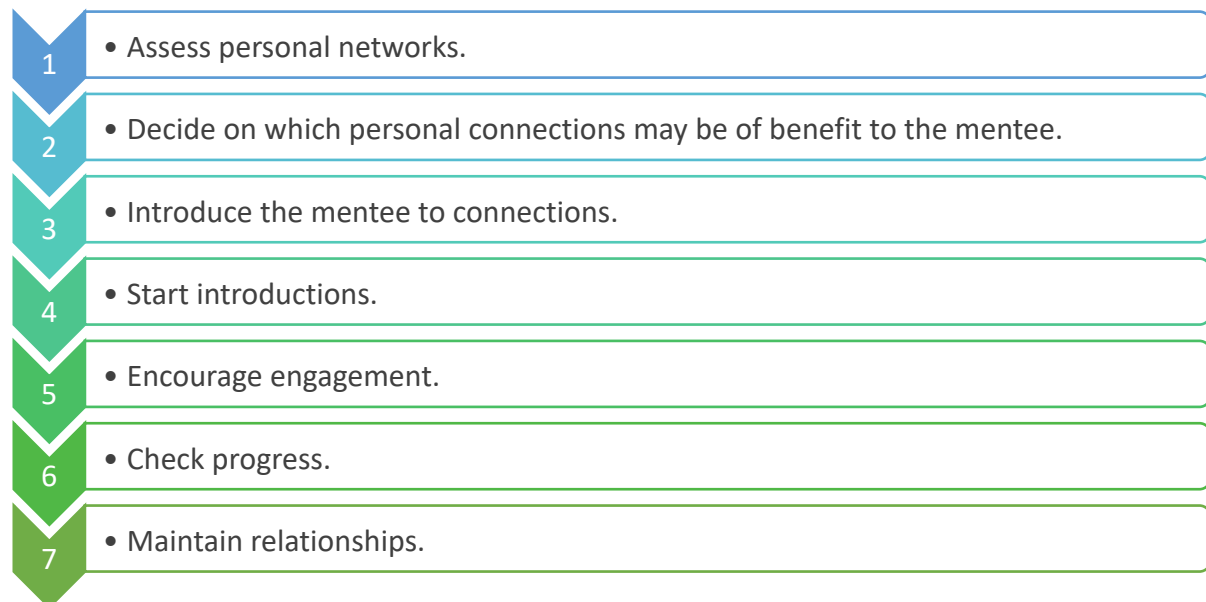 1 • Assess personal networks.
2 • Decide on which personal connections may be of benefit to the mentee.
3 • Introduce the mentee to connections.
4 • Start introductions.
5 • Encourage engagement.
6 • Check progress.
7 • Maintain relationships.